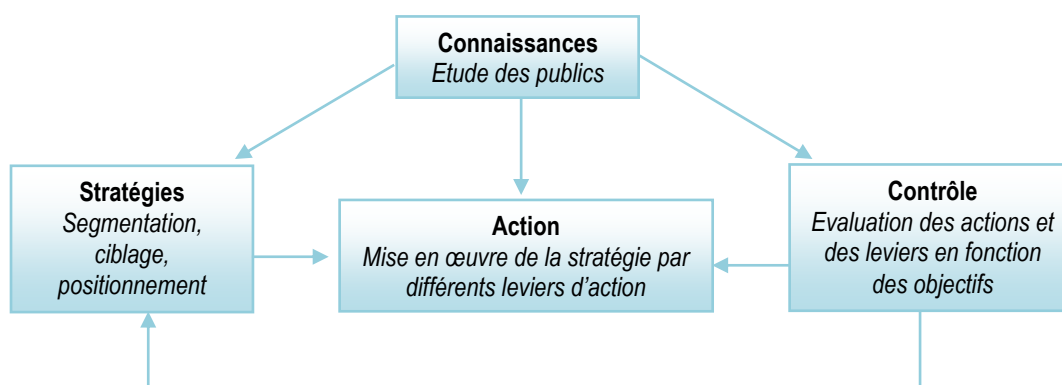 Connaissances
Etude des publics
Stratégies
Segmentation,
ciblage,
positionnement
Action
Mise en œuvre de la stratégie par
différents leviers d’action
Contrôle
Evaluation des actions et
des leviers en fonction
des objectifs